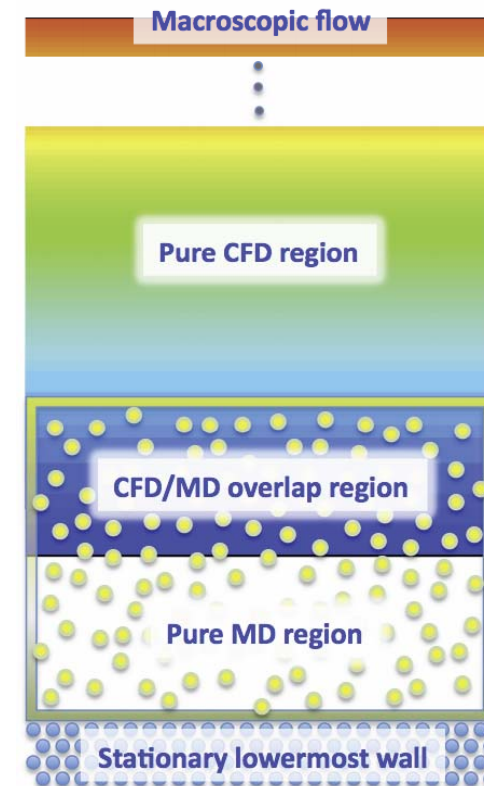 Macroscopic flow
Pure CFD region
CFD/MD overlap region
Pure MD region
Stationary lowermost wall